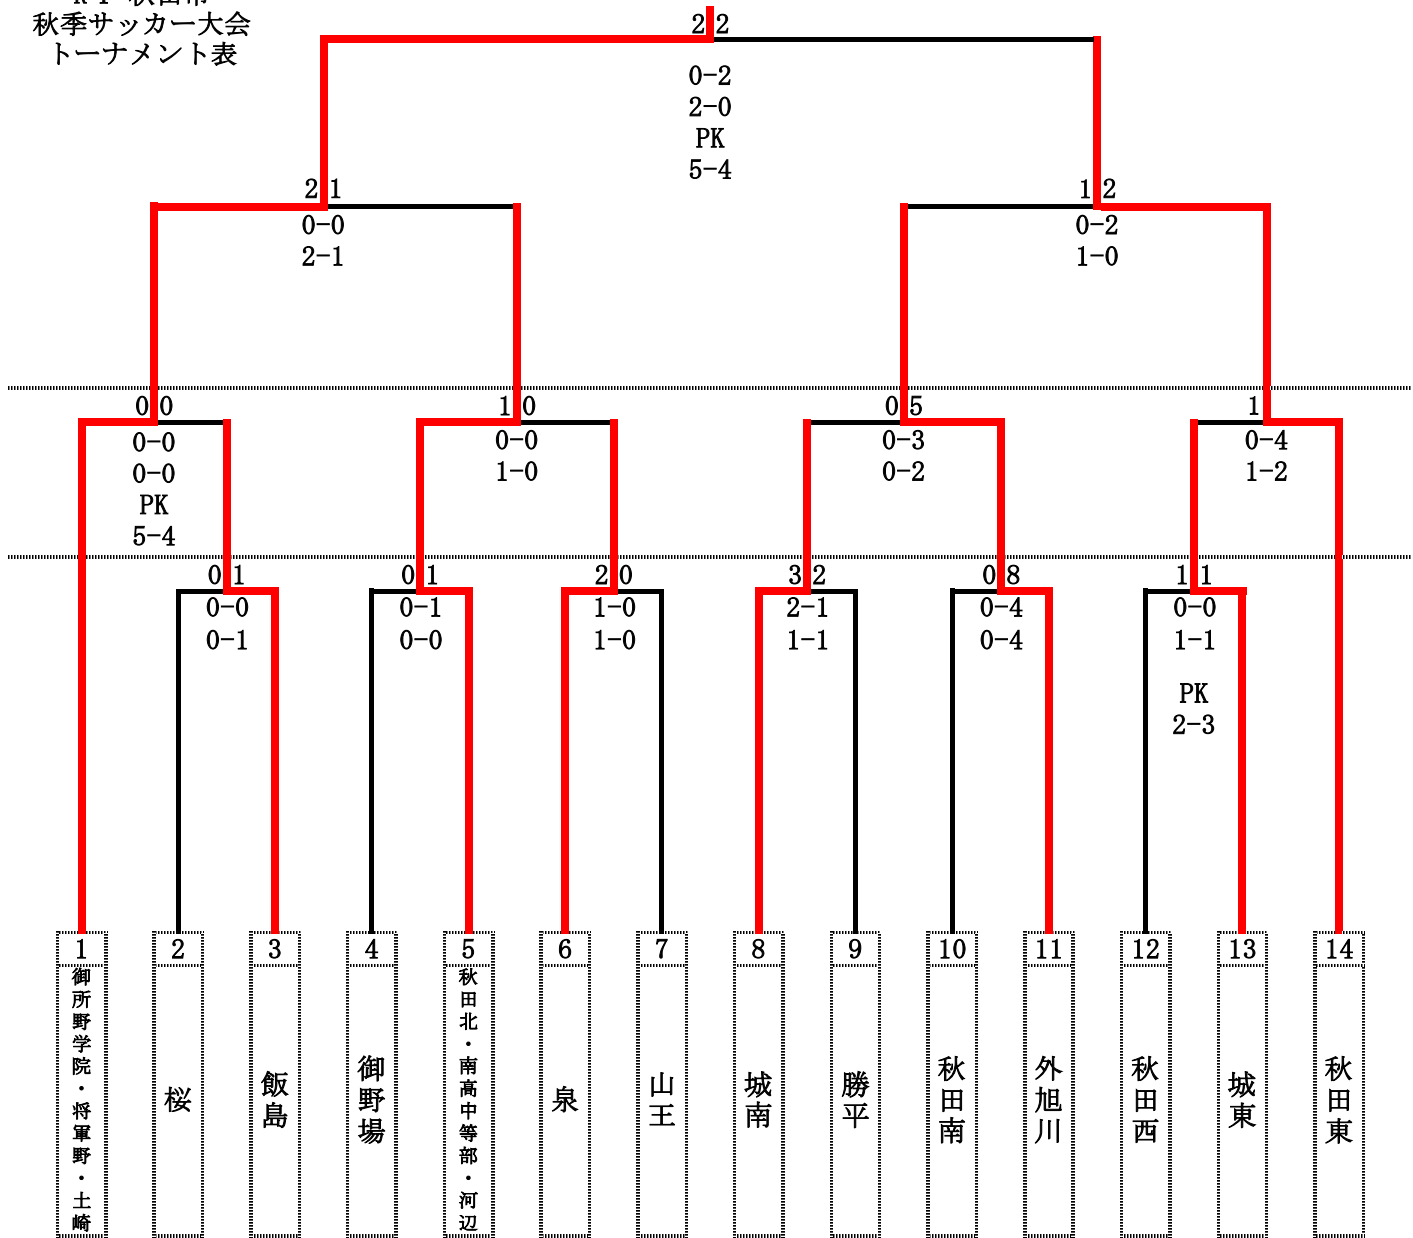 秋季サッカー大会
トーナメント表
2 2
0-2
2-0
PK
5-4
2 1
0-0
2-1
1 2
0-2
1-0
0 0
0-0
0-0
PK
5-4
1 0
0-0
1-0
0 5
0-3
0-2
1
0-4
1-2
0 1
0-0
0-1
0 1
0-1
0-0
2 0
1-0
1-0
3 2
2-1
1-1
0 8
0-4
0-4
1 1
0-0
1-1
PK
2-3
1
御所野学院・将軍野・土崎
2
桜
3
飯島
4
御野場
5
秋田北・南高中等部・河辺
6
泉
7
山王
8
城南
9
勝平
10
秋田南
11
外旭川
12
秋田西
13
城東
14
秋田東